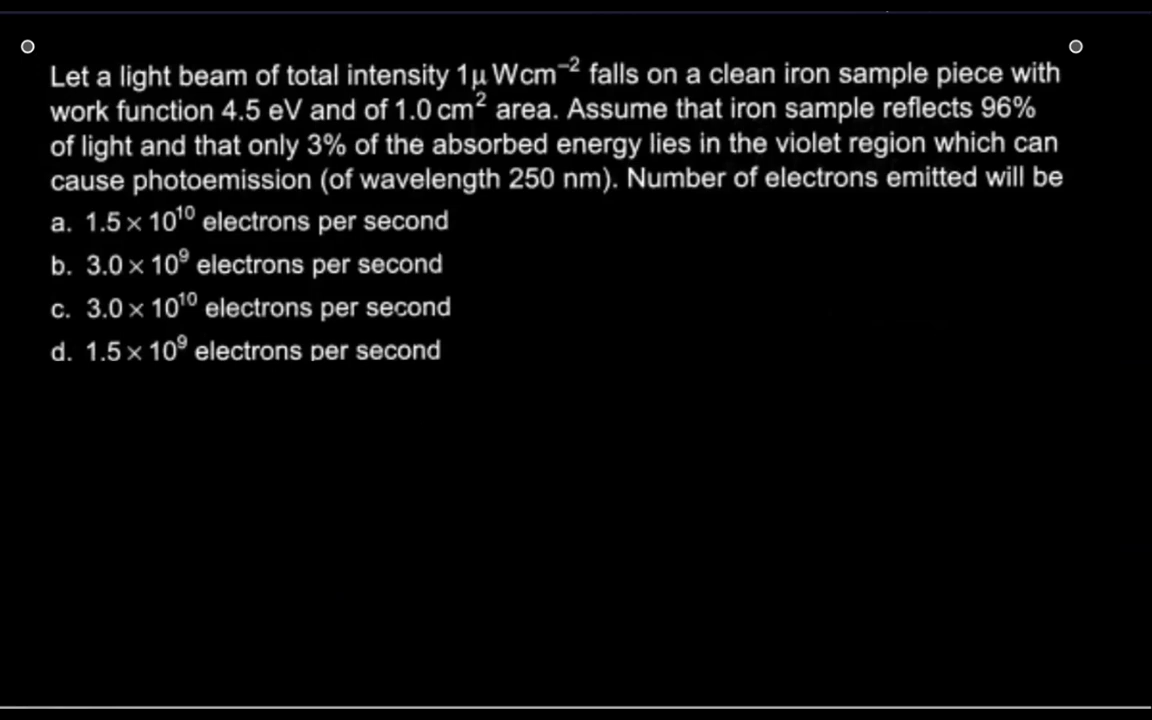 Let a light beam of total intensity 1μ Wcm⁻² falls on a clean iron sample piece with
work function 4.5 eV and of 1.0 cm² area. Assume that iron sample reflects 96%
of light and that only 3% of the absorbed energy lies in the violet region which can
cause photoemission (of wavelength 250 nm). Number of electrons emitted will be
a. 1.5 × 10¹⁰ electrons per second
b. 3.0 × 10⁹ electrons per second
c. 3.0 × 10¹⁰ electrons per second
d. 1.5 × 10⁹ electrons per second